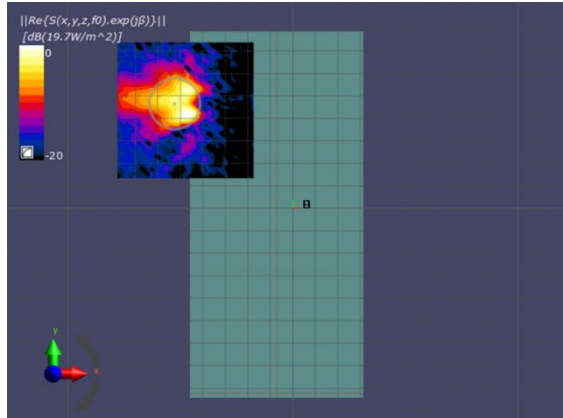 ||Re{S(x,y,z,f0).exp(jβ)}||
[dB(19.7W/m^2)]
0
-20
y
x